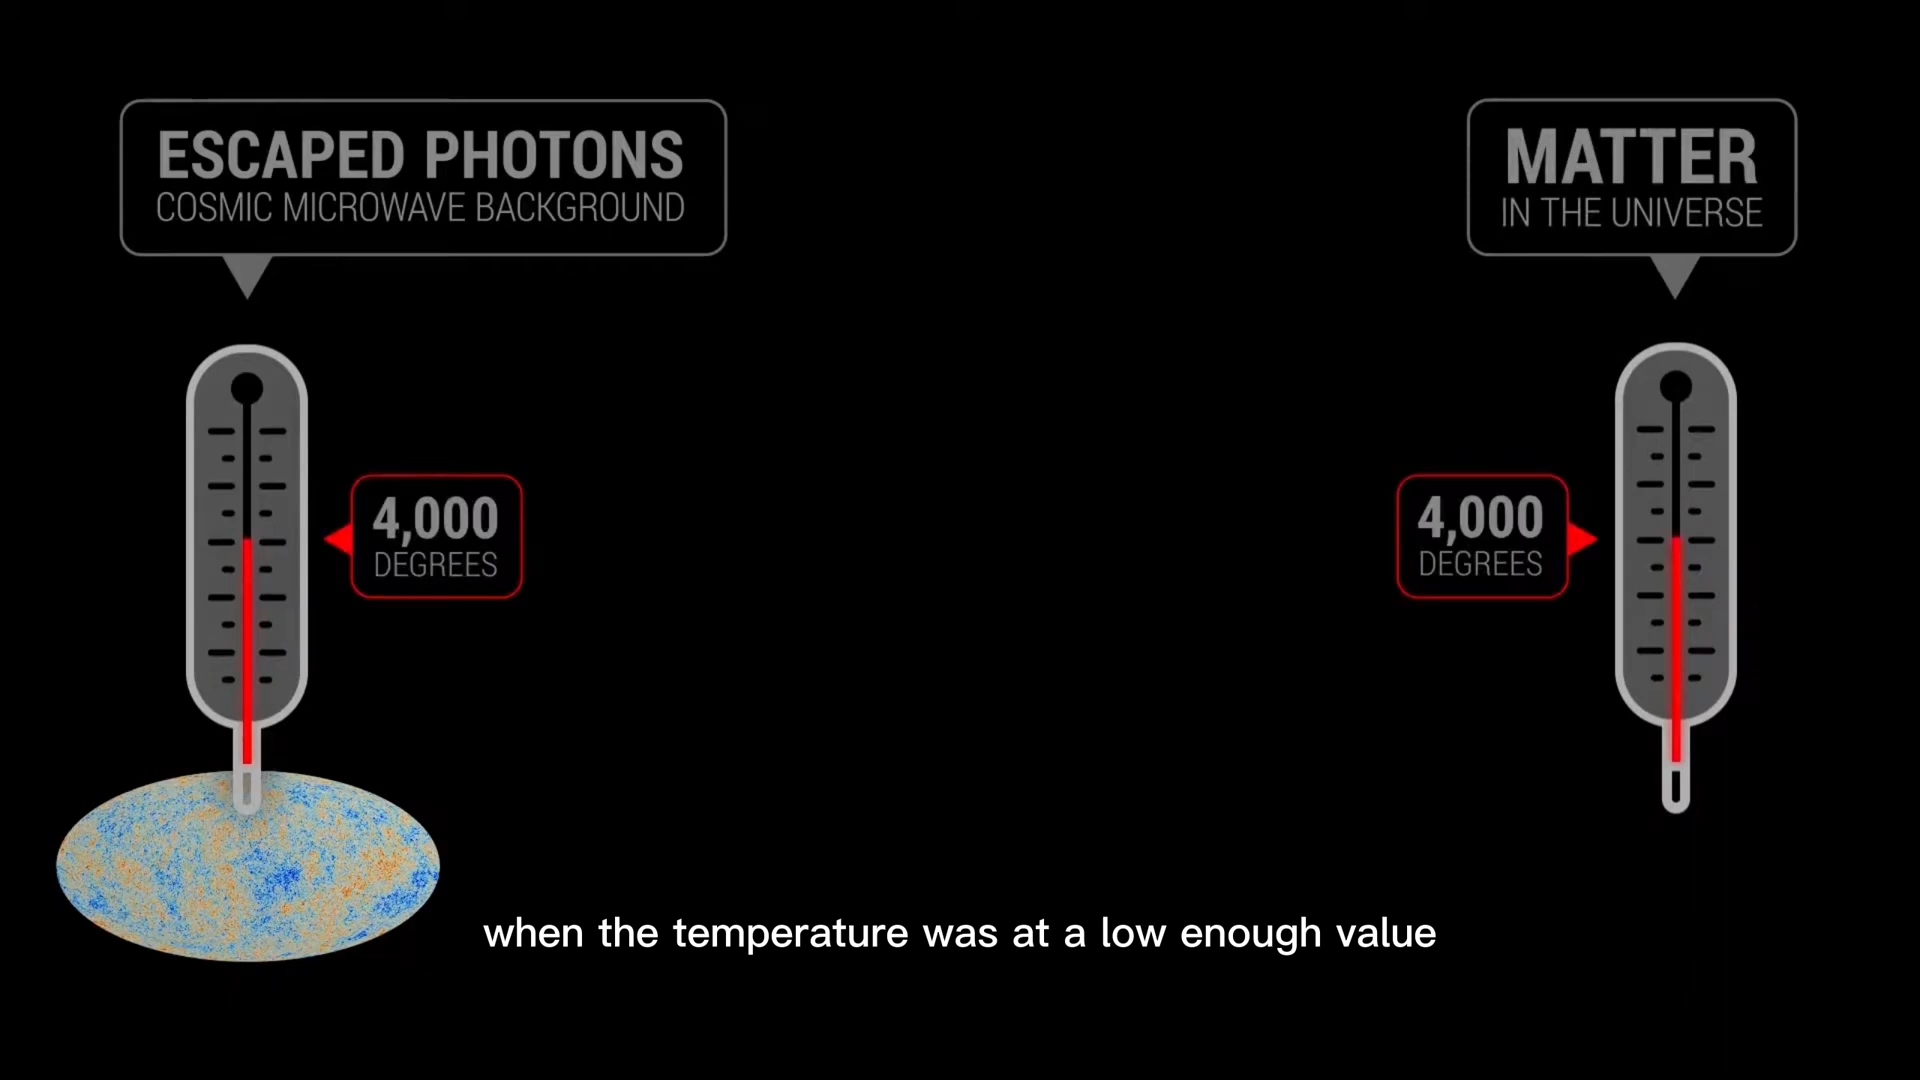 ESCAPED PHOTONS
COSMIC MICROWAVE BACKGROUND
MATTER
IN THE UNIVERSE
4,000
DEGREES
4,000
DEGREES
when the temperature was at a low enough value